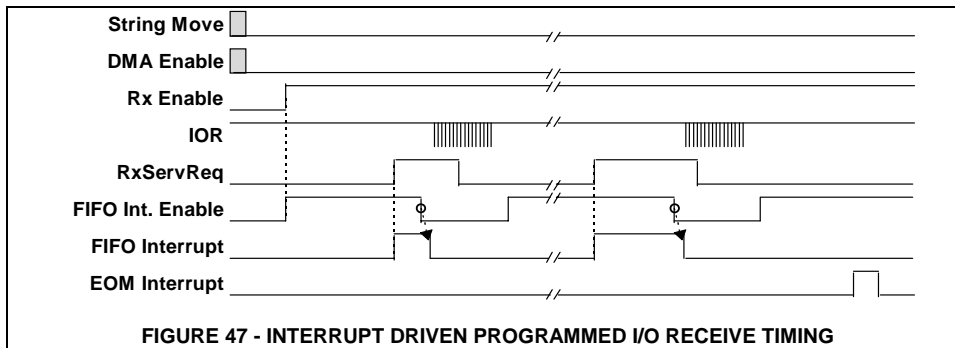 String Move
DMA Enable
Rx Enable
IOR
RxServReq
FIFO Int. Enable
FIFO Interrupt
EOM Interrupt
FIGURE 47 - INTERRUPT DRIVEN PROGRAMMED I/O RECEIVE TIMING